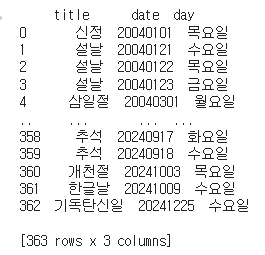 title date day
0 신정 20040101 목요일
1 설날 20040121 수요일
2 설날 20040122 목요일
3 설날 20040123 금요일
4 삼일절 20040301 월요일
.. ... ... ...
358 추석 20240917 화요일
359 추석 20240918 수요일
360 개천절 20241003 목요일
361 한글날 20241009 수요일
362 기독탄신일 20241225 수요일
[363 rows x 3 columns]